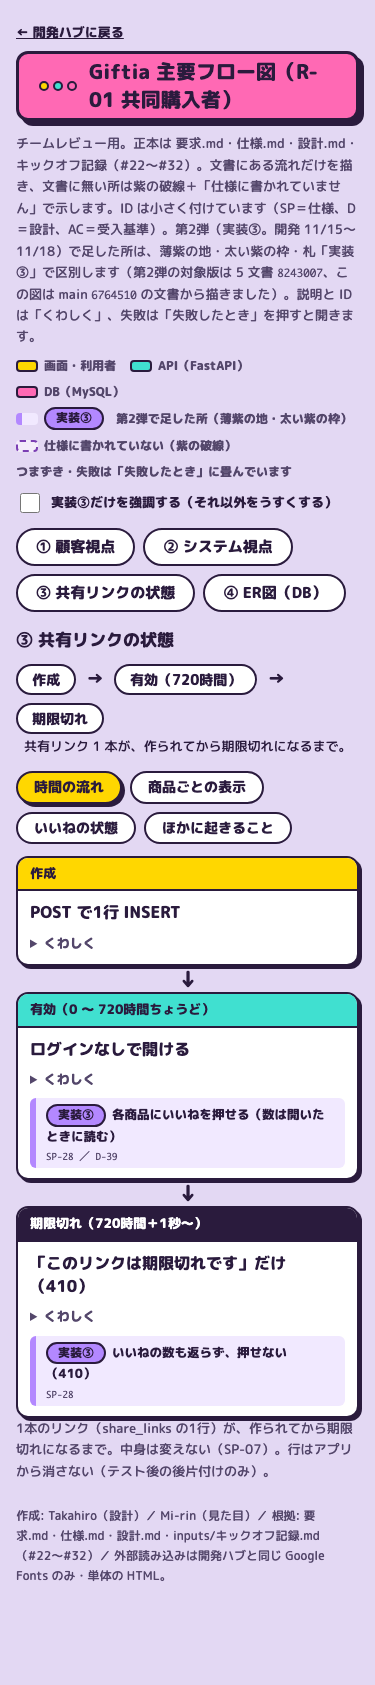 ← 開発ハブに戻る
Giftia 主要フロー図（R-
01 共同購入者）
チームレビュー用。正本は 要求.md・仕様.md・設計.md・
キックオフ記録（#22〜#32）。文書にある流れだけを描
き、文書に無い所は紫の破線＋「仕様に書かれていませ
ん」で示します。ID は小さく付けています（SP＝仕様、D
＝設計、AC＝受入基準）。第2弾（実装③。開発 11/15〜
11/18）で足した所は、薄紫の地・太い紫の枠・札「実装
③」で区別します（第2弾の対象版は 5 文書 8243007、こ
の図は main 6764510 の文書から描きました）。説明と ID
は「くわしく」、失敗は「失敗したとき」を押すと開きま
す。
画面・利用者 API（FastAPI）
DB（MySQL）
実装③ 第2弾で足した所（薄紫の地・太い紫の枠）
仕様に書かれていない（紫の破線）
つまずき・失敗は「失敗したとき」に畳んでいます
実装③だけを強調する（それ以外をうすくする）
① 顧客視点 ② システム視点
③ 共有リンクの状態 ④ ER図（DB）
③ 共有リンクの状態
作成 → 有効（720時間） →
期限切れ
共有リンク 1 本が、作られてから期限切れになるまで。
時間の流れ 商品ごとの表示
いいねの状態 ほかに起きること
作成
POST で1行 INSERT
▶ くわしく
↓
有効（0 〜 720時間ちょうど）
ログインなしで開ける
▶ くわしく
実装③ 各商品にいいねを押せる（数は開いた
ときに読む）
SP-28 ／ D-39
↓
期限切れ（720時間＋1秒〜）
「このリンクは期限切れです」だけ
（410）
▶ くわしく
実装③ いいねの数も返らず、押せない
（410）
SP-28
1本のリンク（share_links の1行）が、作られてから期限
切れになるまで。中身は変えない（SP-07）。行はアプリ
から消さない（テスト後の後片付けのみ）。
作成: Takahiro（設計）／ Mi-rin（見た目）／ 根拠: 要
求.md・仕様.md・設計.md・inputs/キックオフ記録.md
（#22〜#32）／ 外部読み込みは開発ハブと同じ Google
Fonts のみ・単体の HTML。